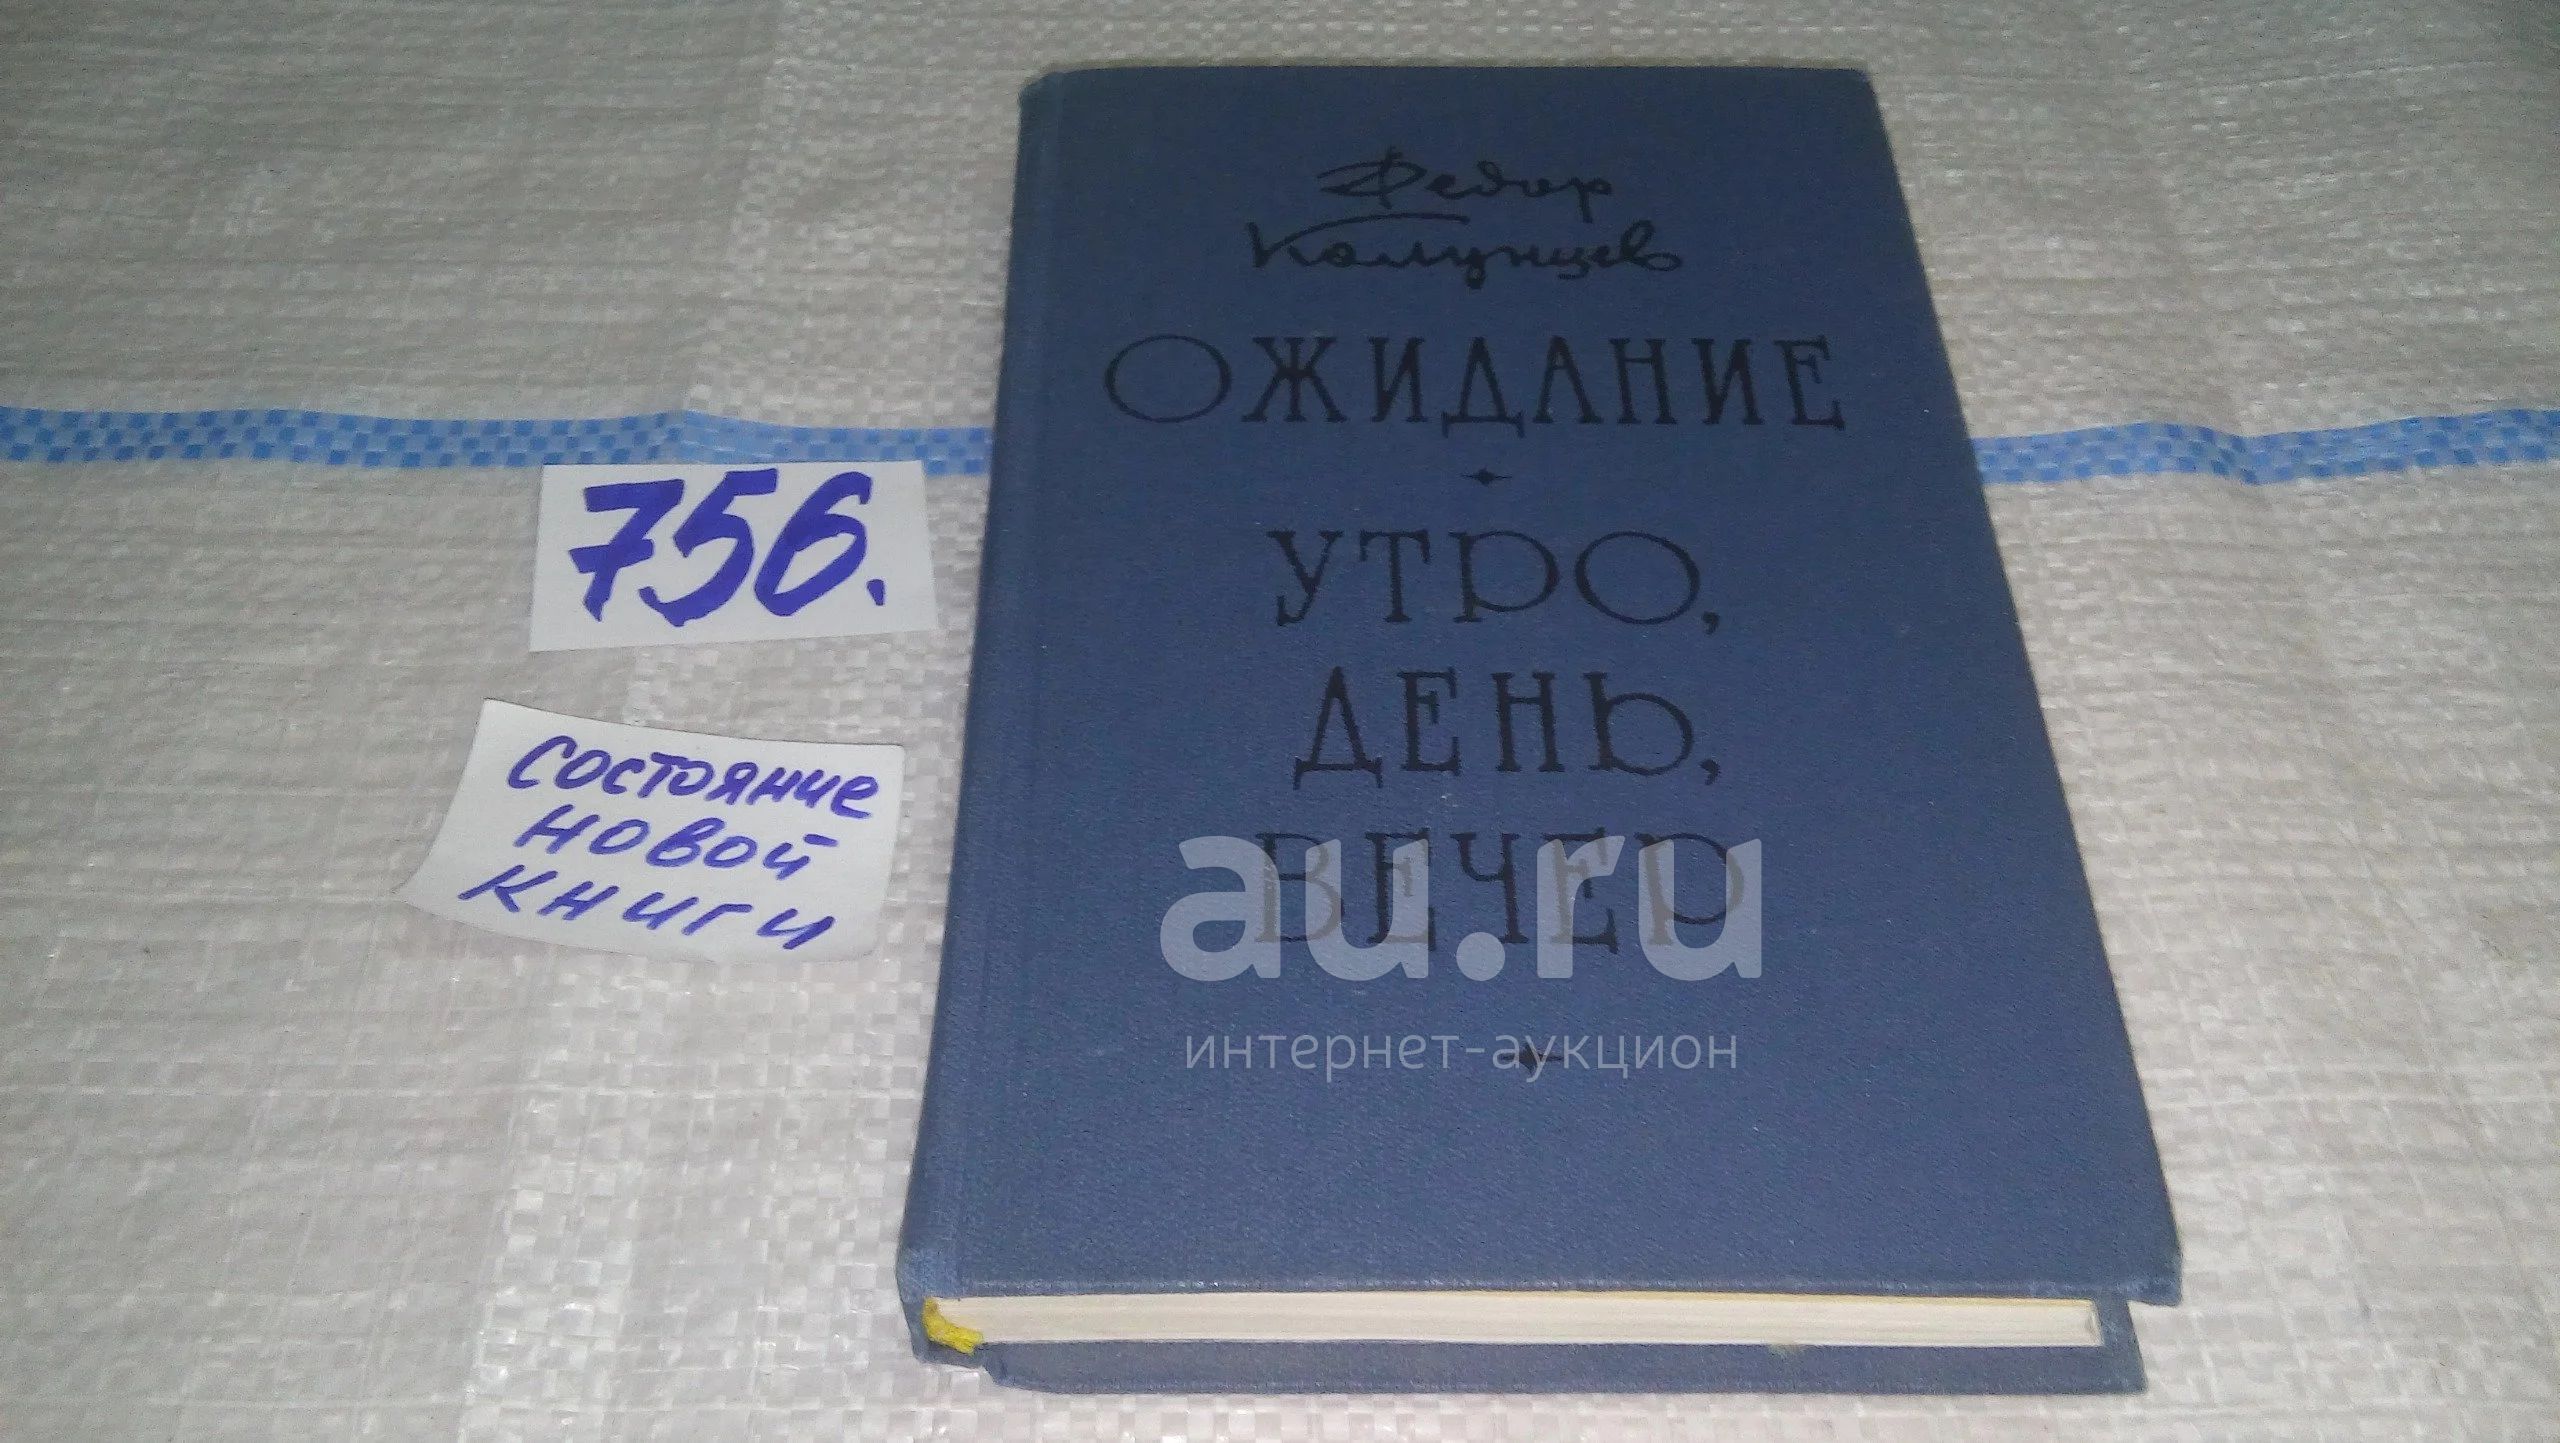 Федор
Колунцев
ОЖИДАНИЕ
УТРО,
ДЕНЬ,
ВЕЧЕР
756.
состояние
новой
книги
au.ru
интернет-аукцион